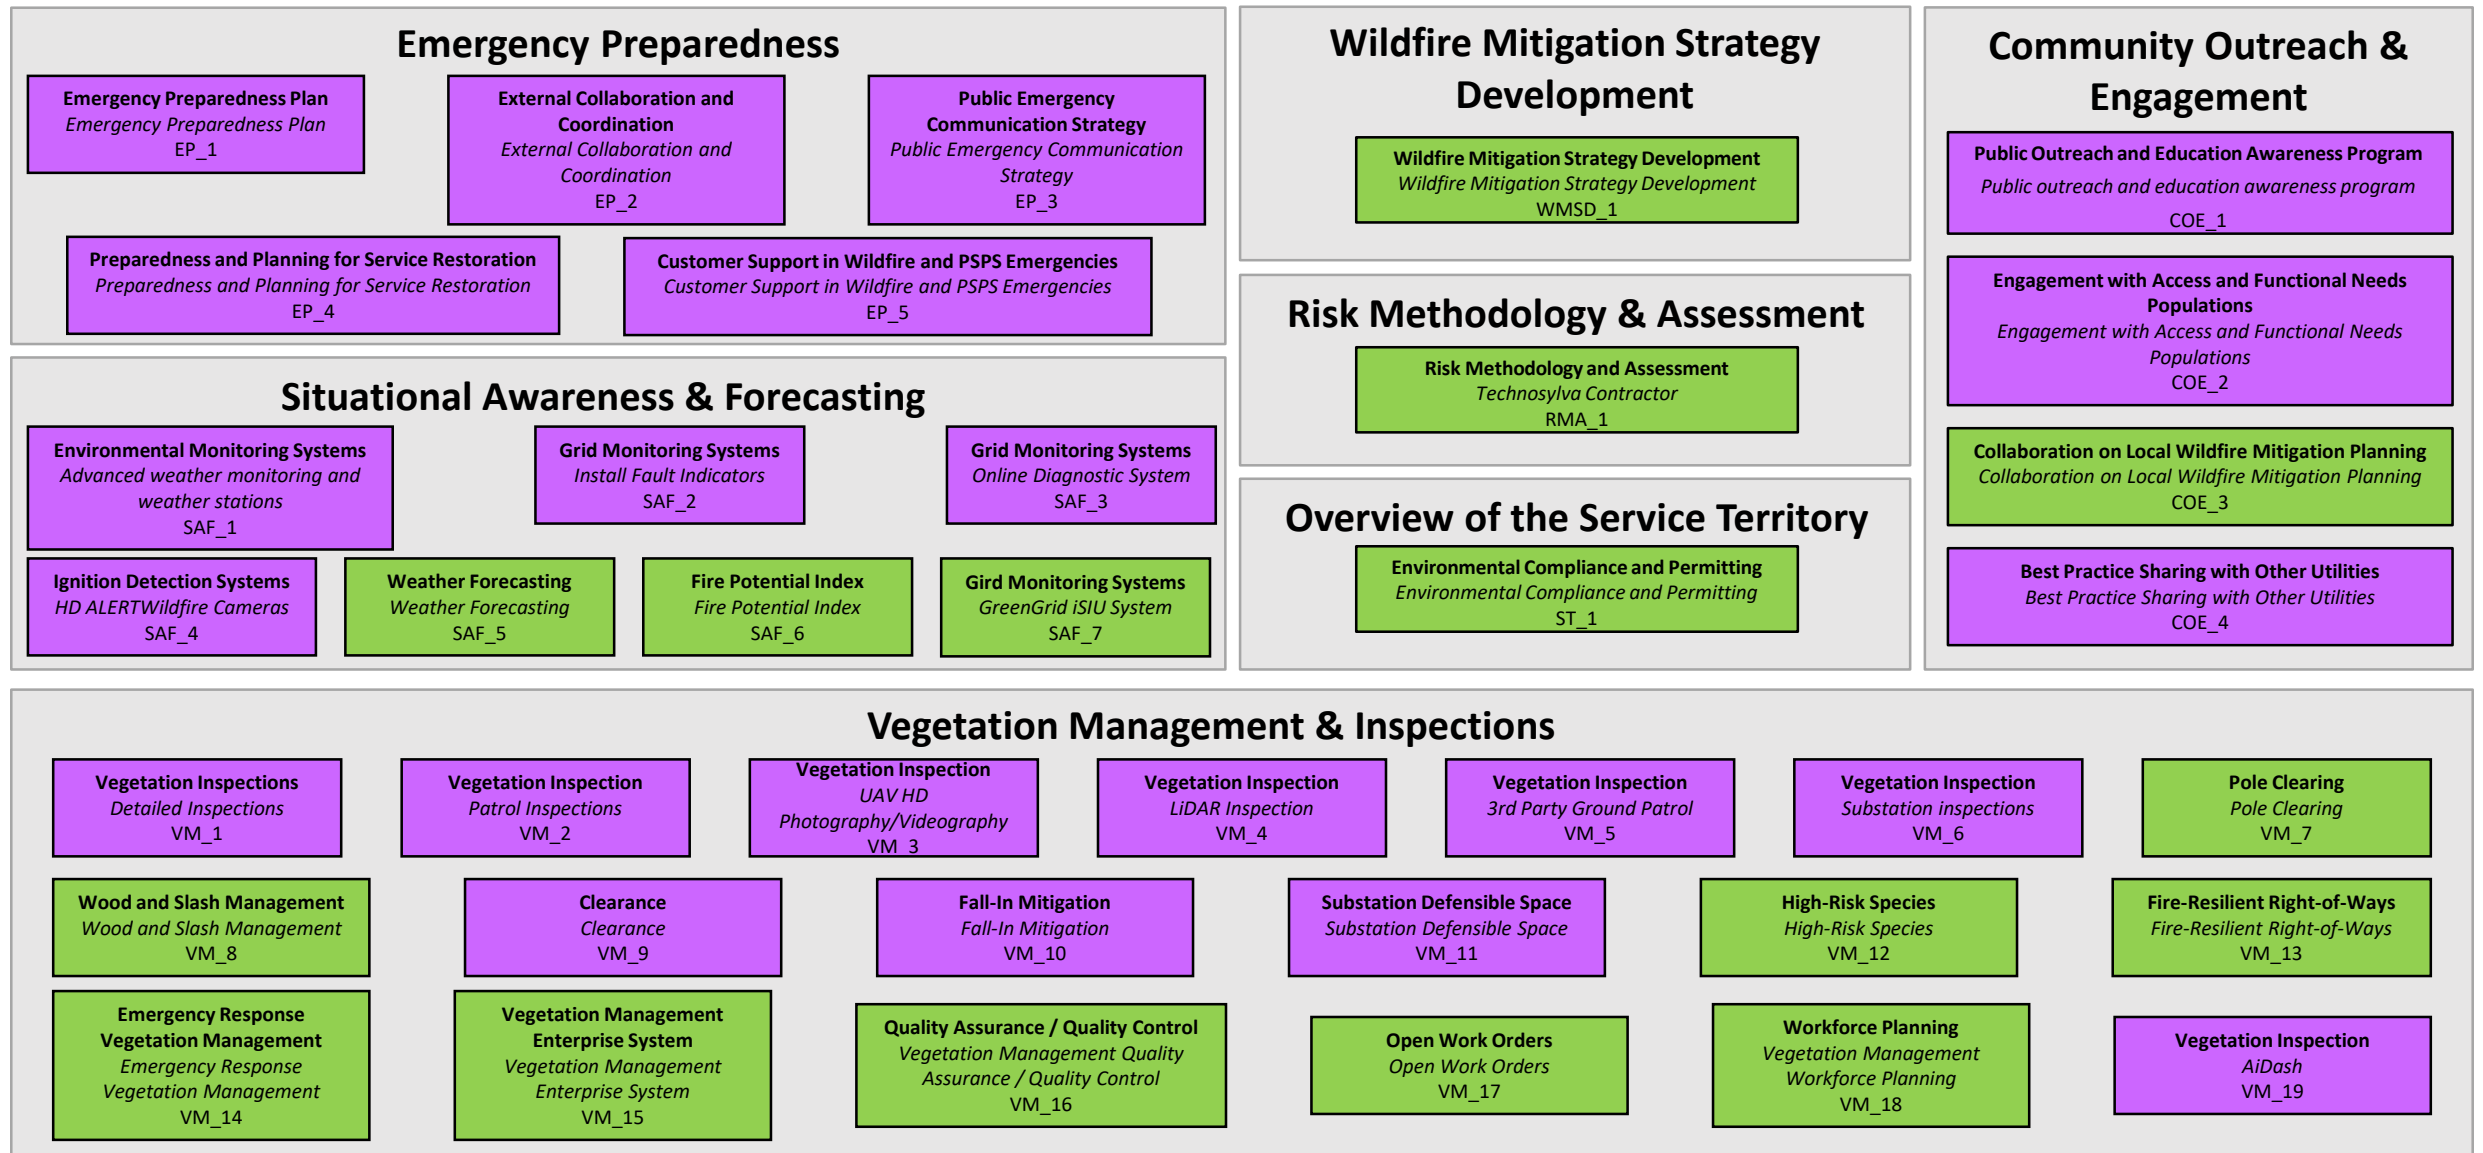 Emergency Preparedness
Emergency Preparedness Plan
Emergency Preparedness Plan
EP_1
External Collaboration and
Coordination
External Collaboration and
Coordination
EP_2
Public Emergency
Communication Strategy
Public Emergency Communication
Strategy
EP_3
Preparedness and Planning for Service Restoration
Preparedness and Planning for Service Restoration
EP_4
Customer Support in Wildfire and PSPS Emergencies
Customer Support in Wildfire and PSPS Emergencies
EP_5
Situational Awareness & Forecasting
Environmental Monitoring Systems
Advanced weather monitoring and
weather stations
SAF_1
Grid Monitoring Systems
Install Fault Indicators
SAF_2
Grid Monitoring Systems
Online Diagnostic System
SAF_3
Ignition Detection Systems
HD ALERTWildfire Cameras
SAF_4
Weather Forecasting
Weather Forecasting
SAF_5
Fire Potential Index
Fire Potential Index
SAF_6
Gird Monitoring Systems
GreenGrid iSIU System
SAF_7
Wildfire Mitigation Strategy
Development
Wildfire Mitigation Strategy Development
Wildfire Mitigation Strategy Development
WMSD_1
Risk Methodology & Assessment
Risk Methodology and Assessment
Technosylva Contractor
RMA_1
Overview of the Service Territory
Environmental Compliance and Permitting
Environmental Compliance and Permitting
ST_1
Community Outreach &
Engagement
Public Outreach and Education Awareness Program
Public outreach and education awareness program
COE_1
Engagement with Access and Functional Needs
Populations
Engagement with Access and Functional Needs
Populations
COE_2
Collaboration on Local Wildfire Mitigation Planning
Collaboration on Local Wildfire Mitigation Planning
COE_3
Best Practice Sharing with Other Utilities
Best Practice Sharing with Other Utilities
COE_4
Vegetation Management & Inspections
Vegetation Inspections
Detailed Inspections
VM_1
Vegetation Inspection
Patrol Inspections
VM_2
Vegetation Inspection
UAV HD
Photography/Videography
VM_3
Vegetation Inspection
LiDAR Inspection
VM_4
Vegetation Inspection
3rd Party Ground Patrol
VM_5
Vegetation Inspection
Substation inspections
VM_6
Pole Clearing
Pole Clearing
VM_7
Wood and Slash Management
Wood and Slash Management
VM_8
Clearance
Clearance
VM_9
Fall-In Mitigation
Fall-In Mitigation
VM_10
Substation Defensible Space
Substation Defensible Space
VM_11
High-Risk Species
High-Risk Species
VM_12
Fire-Resilient Right-of-Ways
Fire-Resilient Right-of-Ways
VM_13
Emergency Response
Vegetation Management
Emergency Response
Vegetation Management
VM_14
Vegetation Management
Enterprise System
Vegetation Management
Enterprise System
VM_15
Quality Assurance / Quality Control
Vegetation Management Quality
Assurance / Quality Control
VM_16
Open Work Orders
Open Work Orders
VM_17
Workforce Planning
Vegetation Management
Workforce Planning
VM_18
Vegetation Inspection
AiDash
VM_19